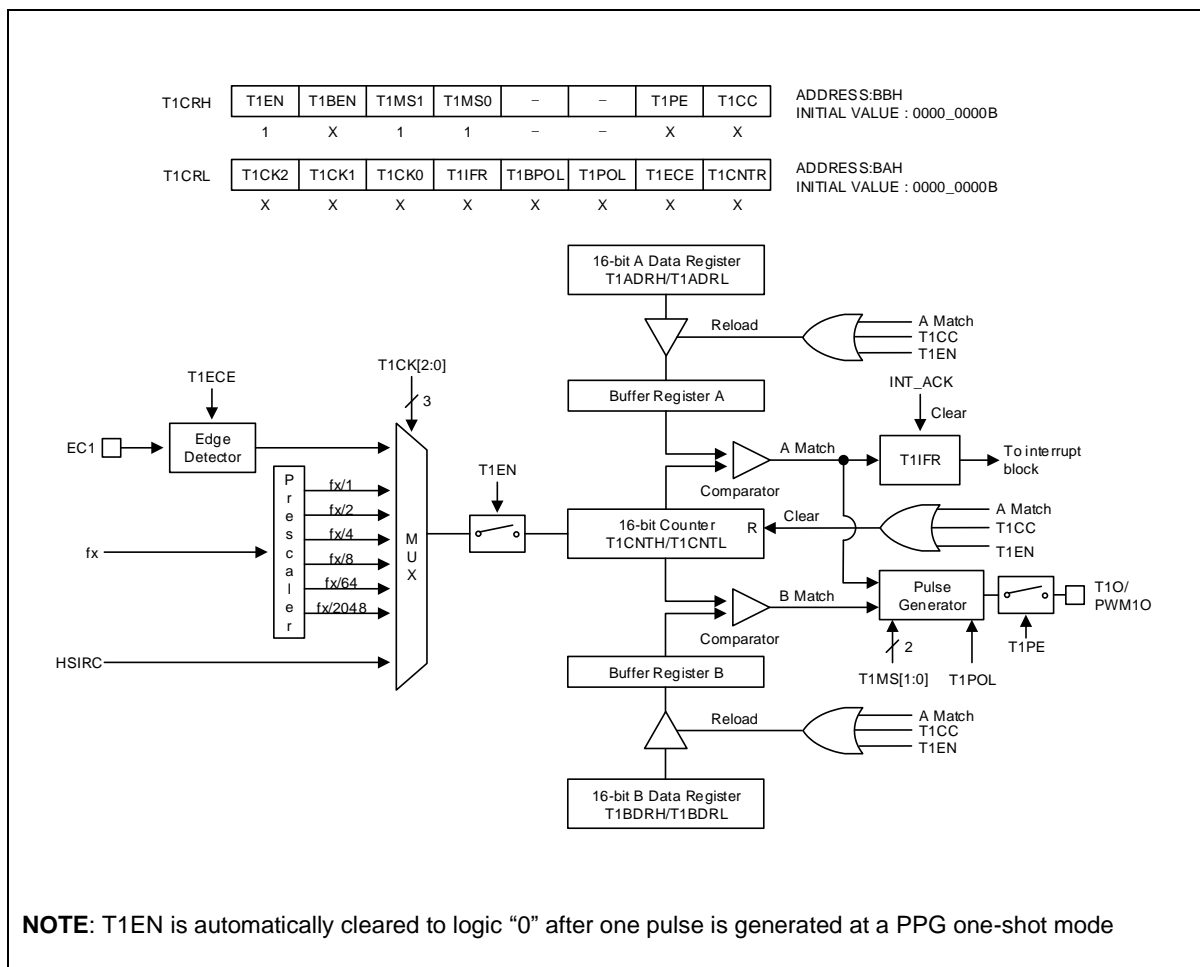 T1CRH T1EN T1BEN T1MS1 T1MS0 – – T1PE T1CC ADDRESS:BBH
INITIAL VALUE : 0000_0000B
1 X 1 1 – – X X
T1CRL T1CK2 T1CK1 T1CK0 T1IFR T1BPOL T1POL T1ECE T1CNTR ADDRESS:BAH
INITIAL VALUE : 0000_0000B
X X X X X X X X
16-bit A Data Register
T1ADRH/T1ADRL
Reload
A Match
T1CC
T1EN
T1CK[2:0]
3
T1ECE
Buffer Register A
INT_ACK
Clear
EC1
Edge
Detector
A Match
T1IFR
To interrupt
block
Comparator
T1EN
Prescaler
fx/1
fx/2
fx/4
fx/8
fx/64
fx/2048
MUX
fx
HSIRC
16-bit Counter
T1CNTH/T1CNTL
R
Clear
A Match
T1CC
T1EN
B Match
Pulse
Generator
T1O/
PWM1O
Comparator
2
T1PE
T1MS[1:0]
T1POL
Buffer Register B
Reload
A Match
T1CC
T1EN
16-bit B Data Register
T1BDRH/T1BDRL
NOTE: T1EN is automatically cleared to logic “0” after one pulse is generated at a PPG one-shot mode